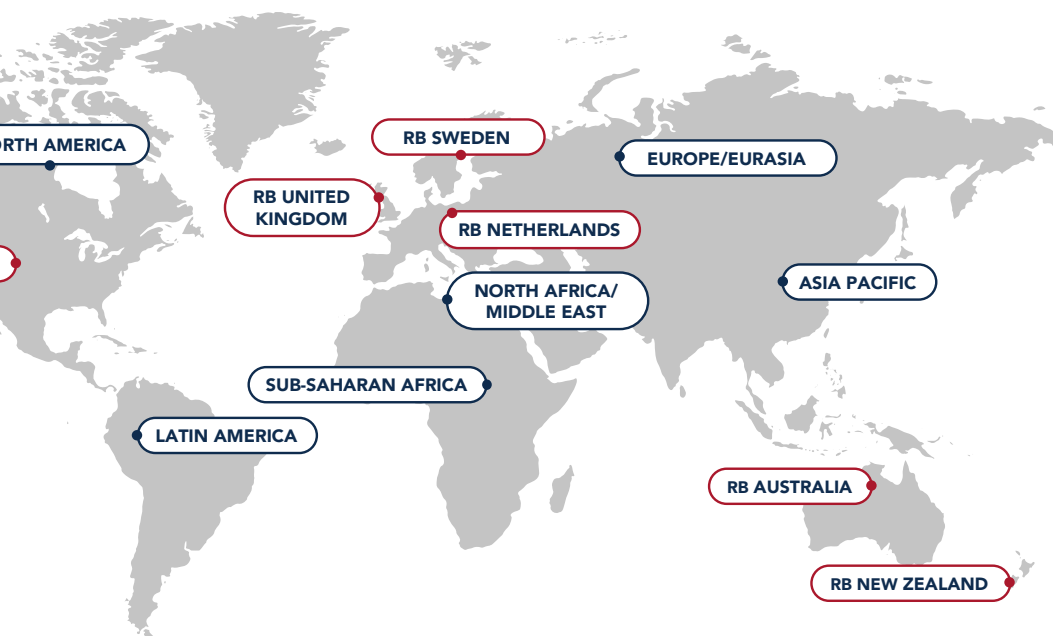 RTH AMERICA
RB SWEDEN
EUROPE/EURASIA
RB UNITED
KINGDOM
RB NETHERLANDS
NORTH AFRICA/
MIDDLE EAST
ASIA PACIFIC
SUB-SAHARAN AFRICA
LATIN AMERICA
RB AUSTRALIA
RB NEW ZEALAND